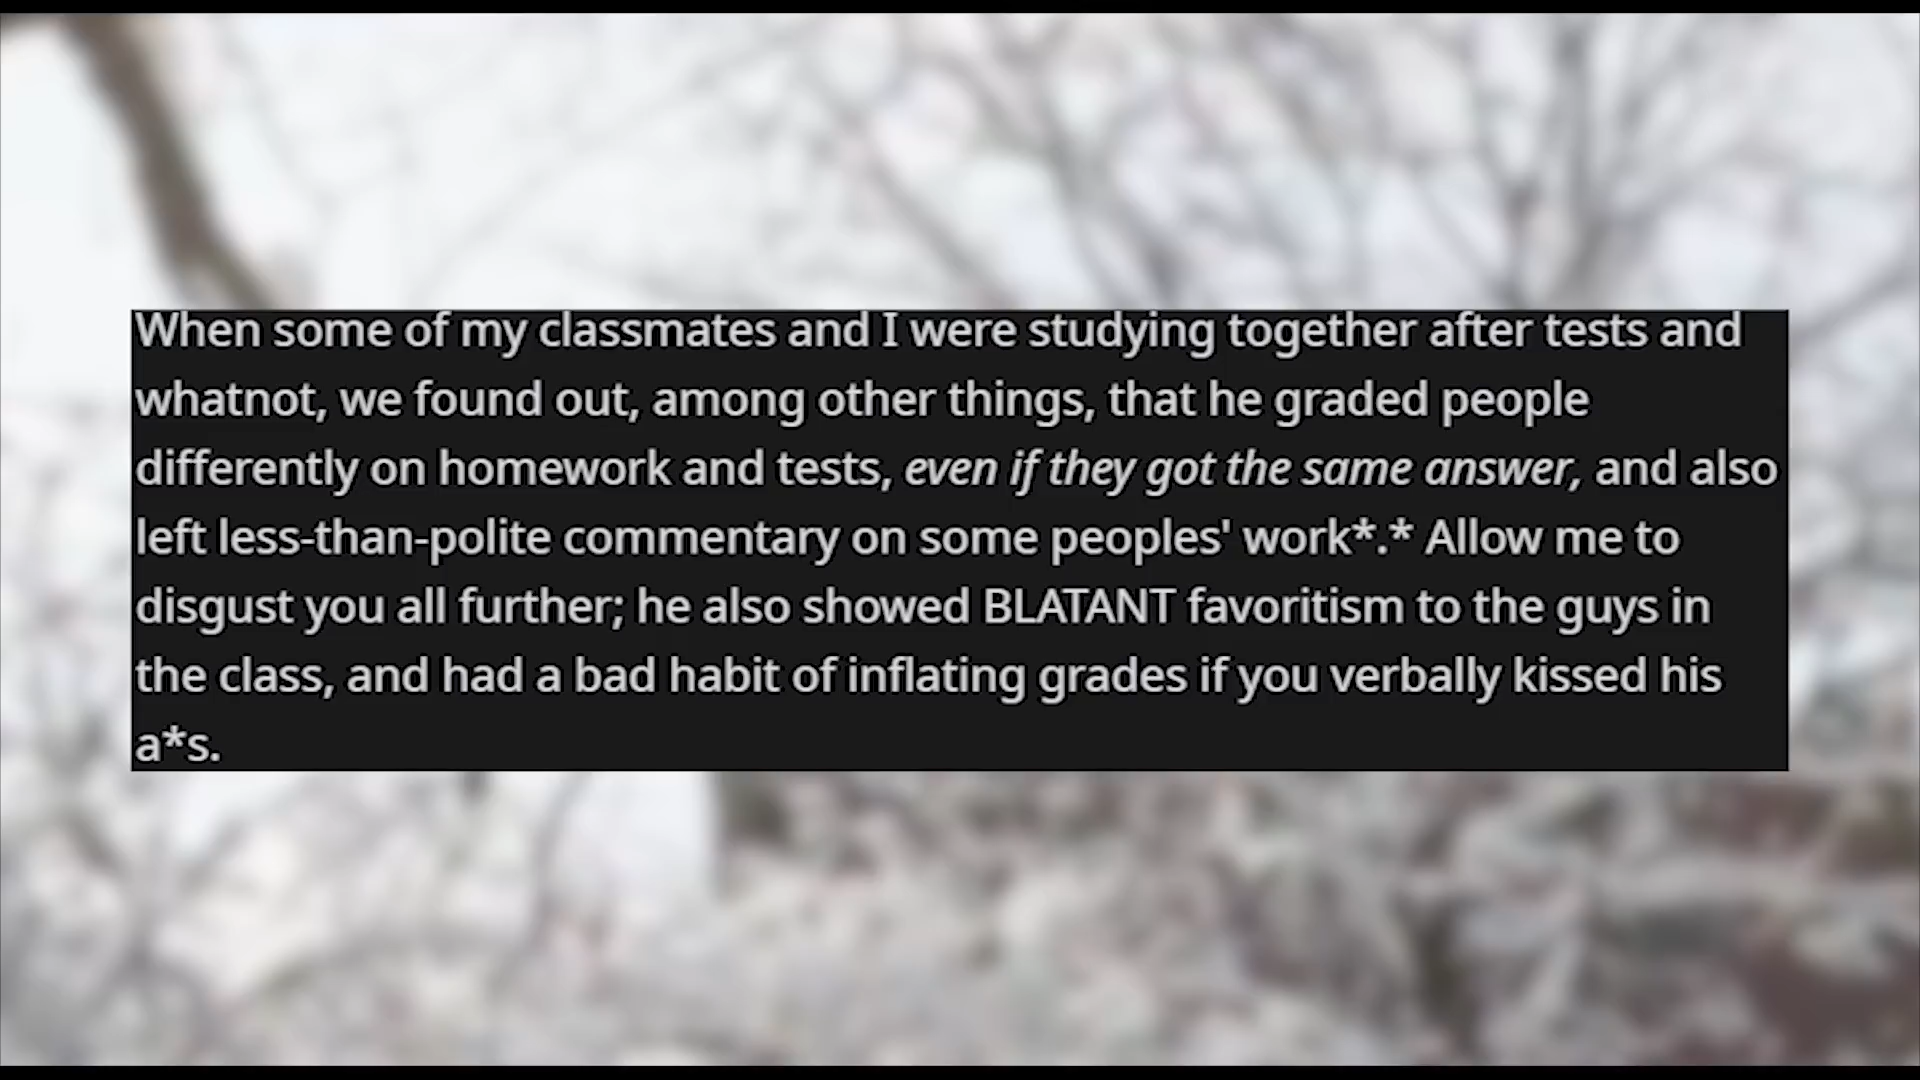 When some of my classmates and I were studying together after tests and
whatnot, we found out, among other things, that he graded people
differently on homework and tests, even if they got the same answer, and also
left less-than-polite commentary on some peoples' work*.* Allow me to
disgust you all further; he also showed BLATANT favoritism to the guys in
the class, and had a bad habit of inflating grades if you verbally kissed his
a*s.